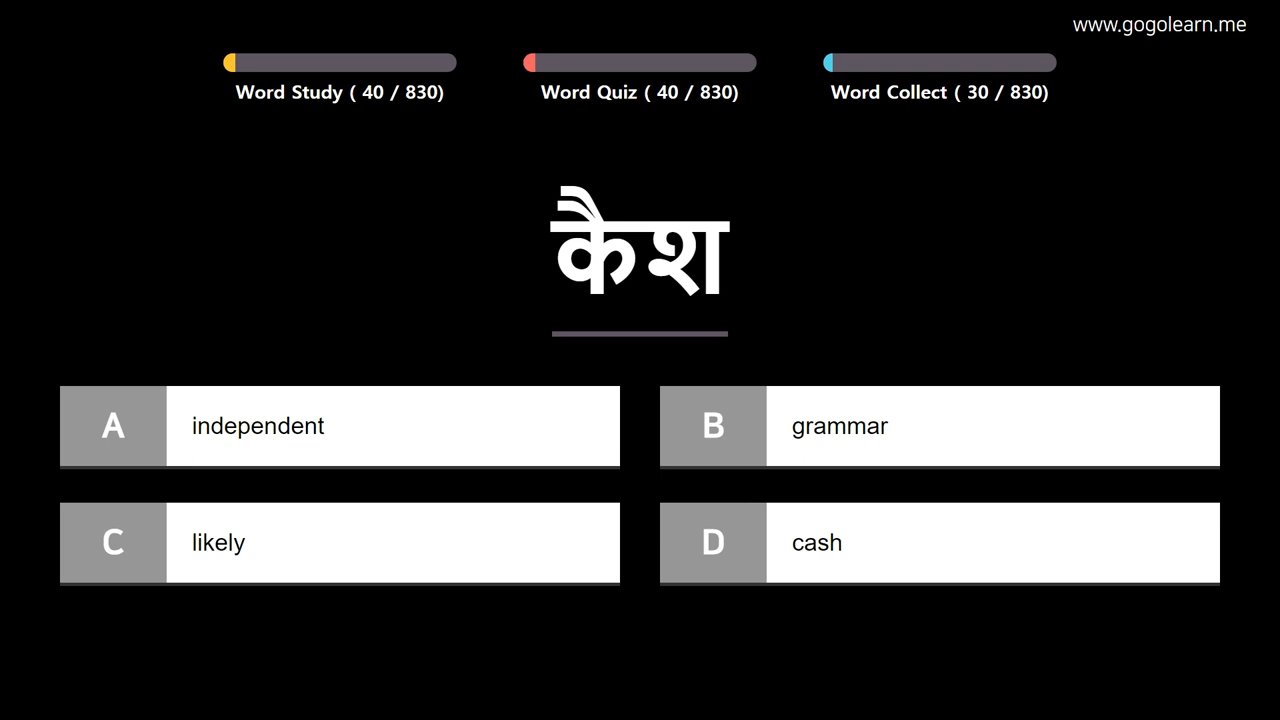 www.gogolearn.me
Word Study ( 40 / 830)
Word Quiz ( 40 / 830)
Word Collect ( 30 / 830)
कैश
A independent
B grammar
C likely
D cash